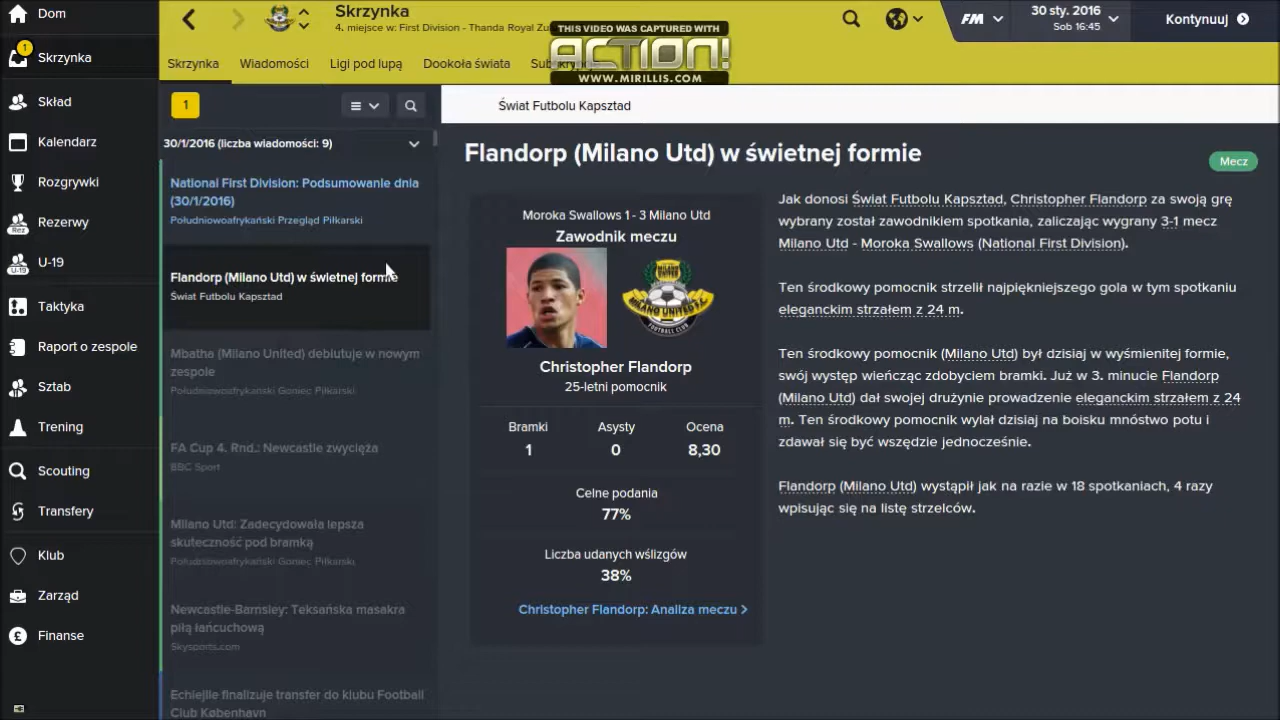 Dom
Skrzynka
Skład
Kalendarz
Rozgrywki
Rezerwy
U-19
Taktyka
Raport o zespole
Sztab
Trening
Scouting
Transfery
Klub
Zarząd
Finanse
1
Rez
U-19
Skrzynka
4. miejsce w: First Division - Thanda Royal Zu
THIS VIDEO WAS CAPTURED WITH
ACTION!
WWW.MIRILLIS.COM
FM
30 sty. 2016
Sob 16:45
Kontynuuj
Skrzynka
Wiadomości
Ligi pod lupą
Dookoła świata
1
30/1/2016 (liczba wiadomości: 9)
National First Division: Podsumowanie dnia
(30/1/2016)
Południowoafrykański Przegląd Piłkarski
Flandorp (Milano Utd) w świetnej formie
Świat Futbolu Kapsztad
Mbatha (Milano United) debiutuje w nowym
zespole
Południowoafrykański Goniec Piłkarski
FA Cup 4. Rnd.: Newcastle zwycięża
BBC Sport
Milano Utd: Zadecydowała lepsza
skuteczność pod bramką
Południowoafrykański Goniec Piłkarski
Newcastle-Barnsley: Teksańska masakra
piłą łańcuchową
Skysports.com
Echiejile finalizuje transfer do klubu Football
Club København
Świat Futbolu Kapsztad
Flandorp (Milano Utd) w świetnej formie
Mecz
Moroka Swallows 1 - 3 Milano Utd
Zawodnik meczu
MILANO UNITED F.C.
FOOTBALL CLUB
Christopher Flandorp
25-letni pomocnik
Bramki Asysty Ocena
1 0 8,30
Celne podania
77%
Liczba udanych wślizgów
38%
Christopher Flandorp: Analiza meczu >
Jak donosi Świat Futbolu Kapsztad, Christopher Flandorp za swoją grę
wybrany został zawodnikiem spotkania, zaliczając wygrany 3-1 mecz
Milano Utd - Moroka Swallows (National First Division).
Ten środkowy pomocnik strzelił najpiękniejszego gola w tym spotkaniu
eleganckim strzałem z 24 m.
Ten środkowy pomocnik (Milano Utd) był dzisiaj w wyśmienitej formie,
swój występ wieńcząc zdobyciem bramki. Już w 3. minucie Flandorp
(Milano Utd) dał swojej drużynie prowadzenie eleganckim strzałem z 24
m. Ten środkowy pomocnik wylał dzisiaj na boisku mnóstwo potu i
zdawał się być wszędzie jednocześnie.
Flandorp (Milano Utd) wystąpił jak na razie w 18 spotkaniach, 4 razy
wpisując się na listę strzelców.